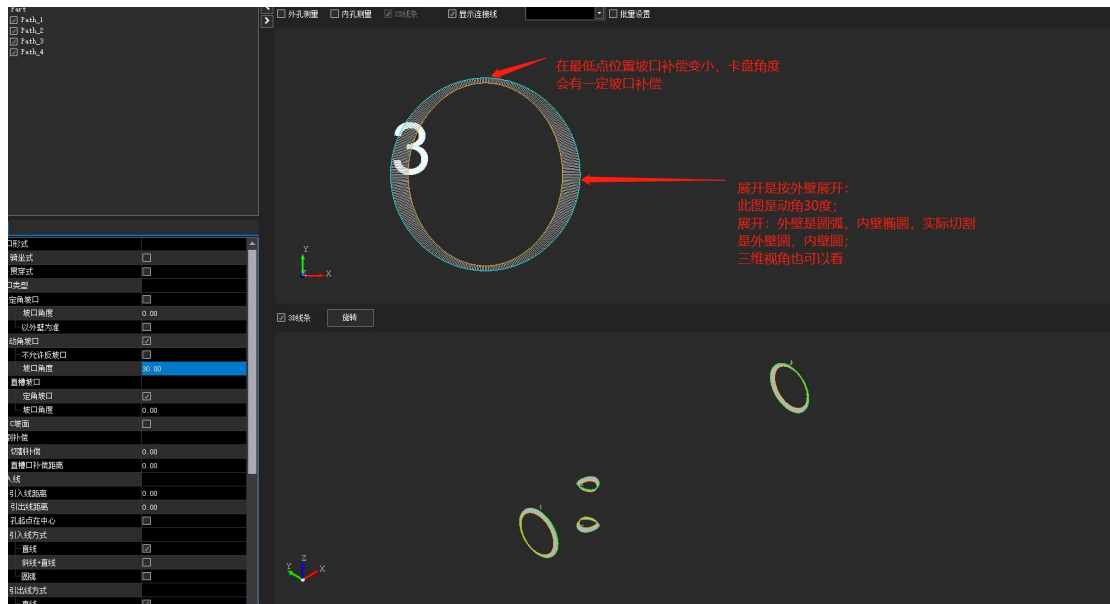 Part
Path_1
Path_2
Path_3
Path_4
外孔测量 内孔测量 2D线条 显示连接线 批量设置
在最低点位置坡口补偿变小，卡盘角度
会有一定坡口补偿
3
展开是按外壁展开：
此图是动角30度；
展开：外壁是圆弧，内壁椭圆，实际切割
是外壁圆，内壁圆；
三维视角也可以看
Y
Z
X
口形式
骑坐式
贯穿式
口类型
定角坡口
坡口角度 0.00
以外壁为准
动角坡口
不允许反坡口
坡口角度 30.00
直槽坡口
定角坡口
坡口角度 0.00
C坡面
割补偿
切割补偿 0.00
直槽口补偿距离 0.00
入线
引入线距离 0.00
引出线距离 0.00
孔起点在中心
引入线方式
直线
斜线+直线
圆弧
引出线方式
直线
3D线条 旋转
4
Z
Y
X